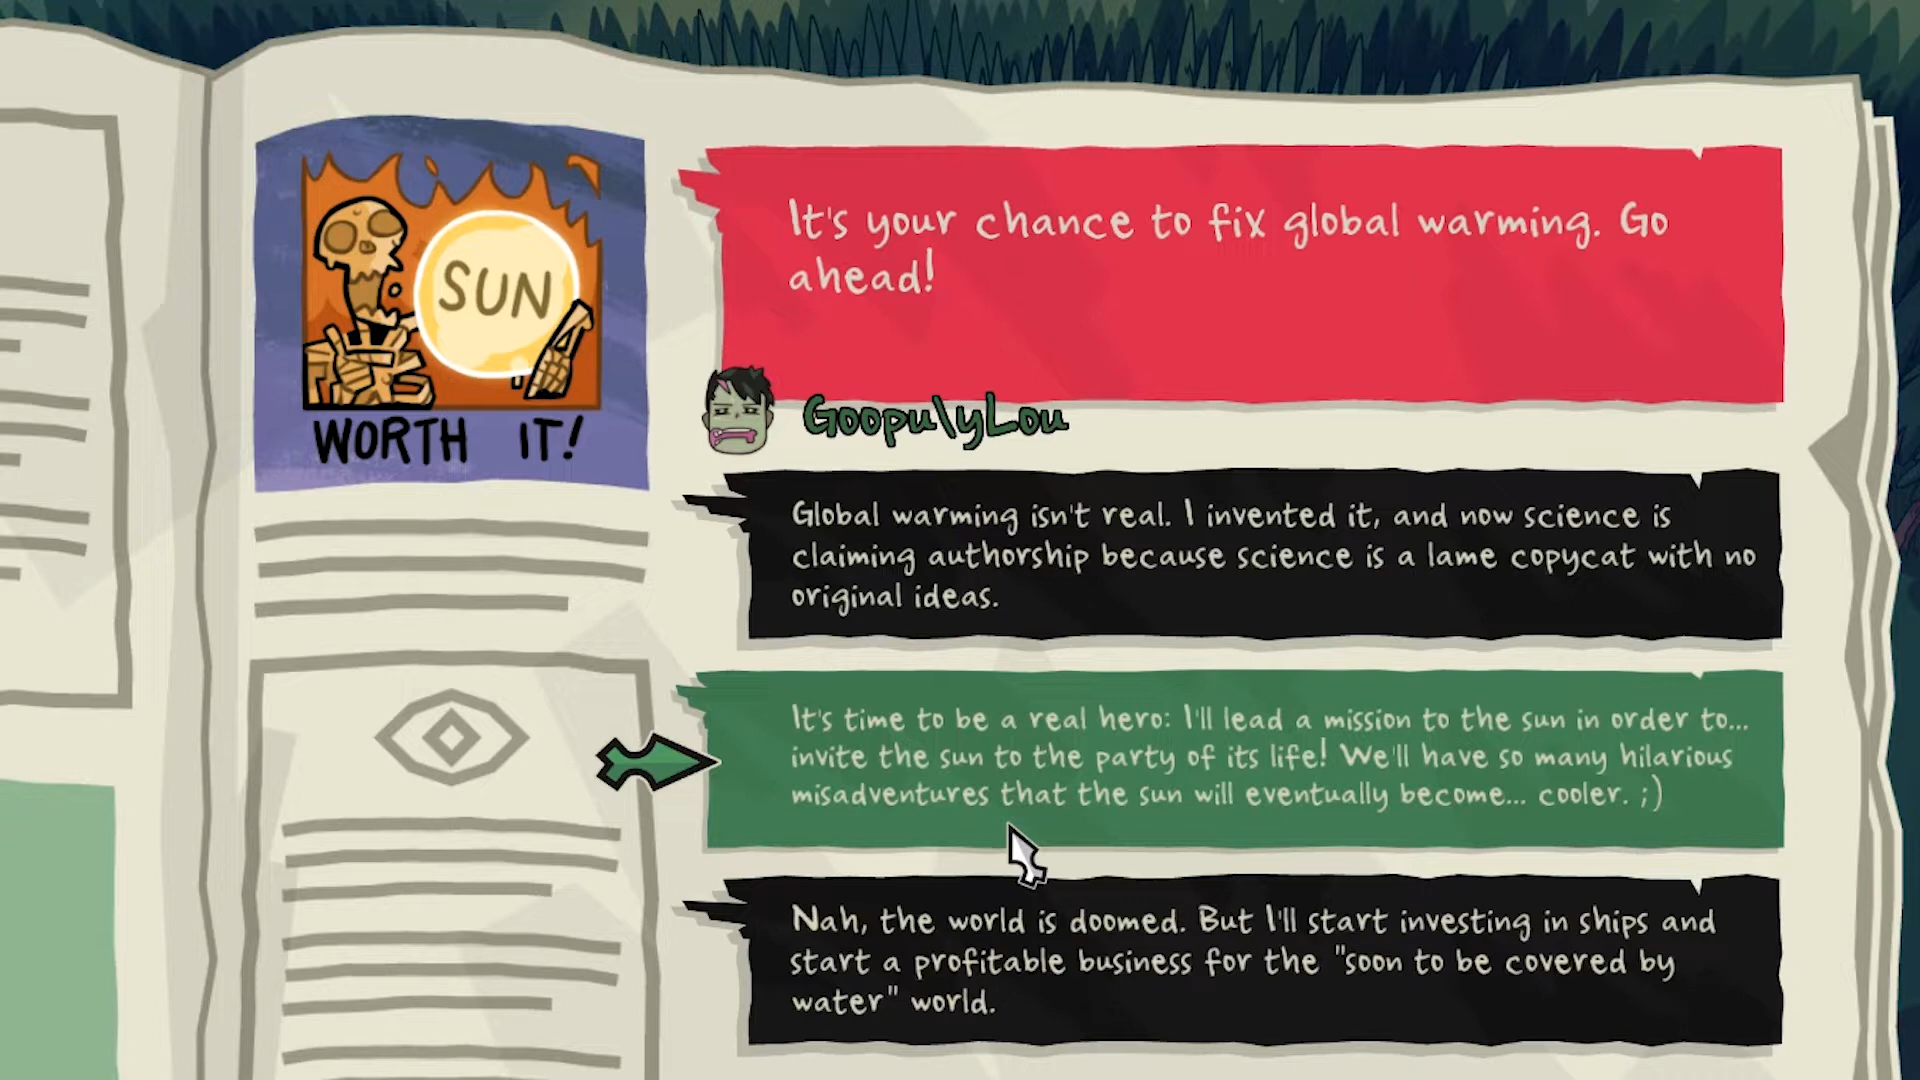 SUN
WORTH IT!
It's your chance to fix global warming. Go
ahead!
Goopu\yLou
Global warming isn't real. I invented it, and now science is
claiming authorship because science is a lame copycat with no
original ideas.
It's time to be a real hero: I'll lead a mission to the sun in order to...
invite the sun to the party of its life! We'll have so many hilarious
misadventures that the sun will eventually become... cooler. ;)
Nah, the world is doomed. But I'll start investing in ships and
start a profitable business for the "soon to be covered by
water" world.